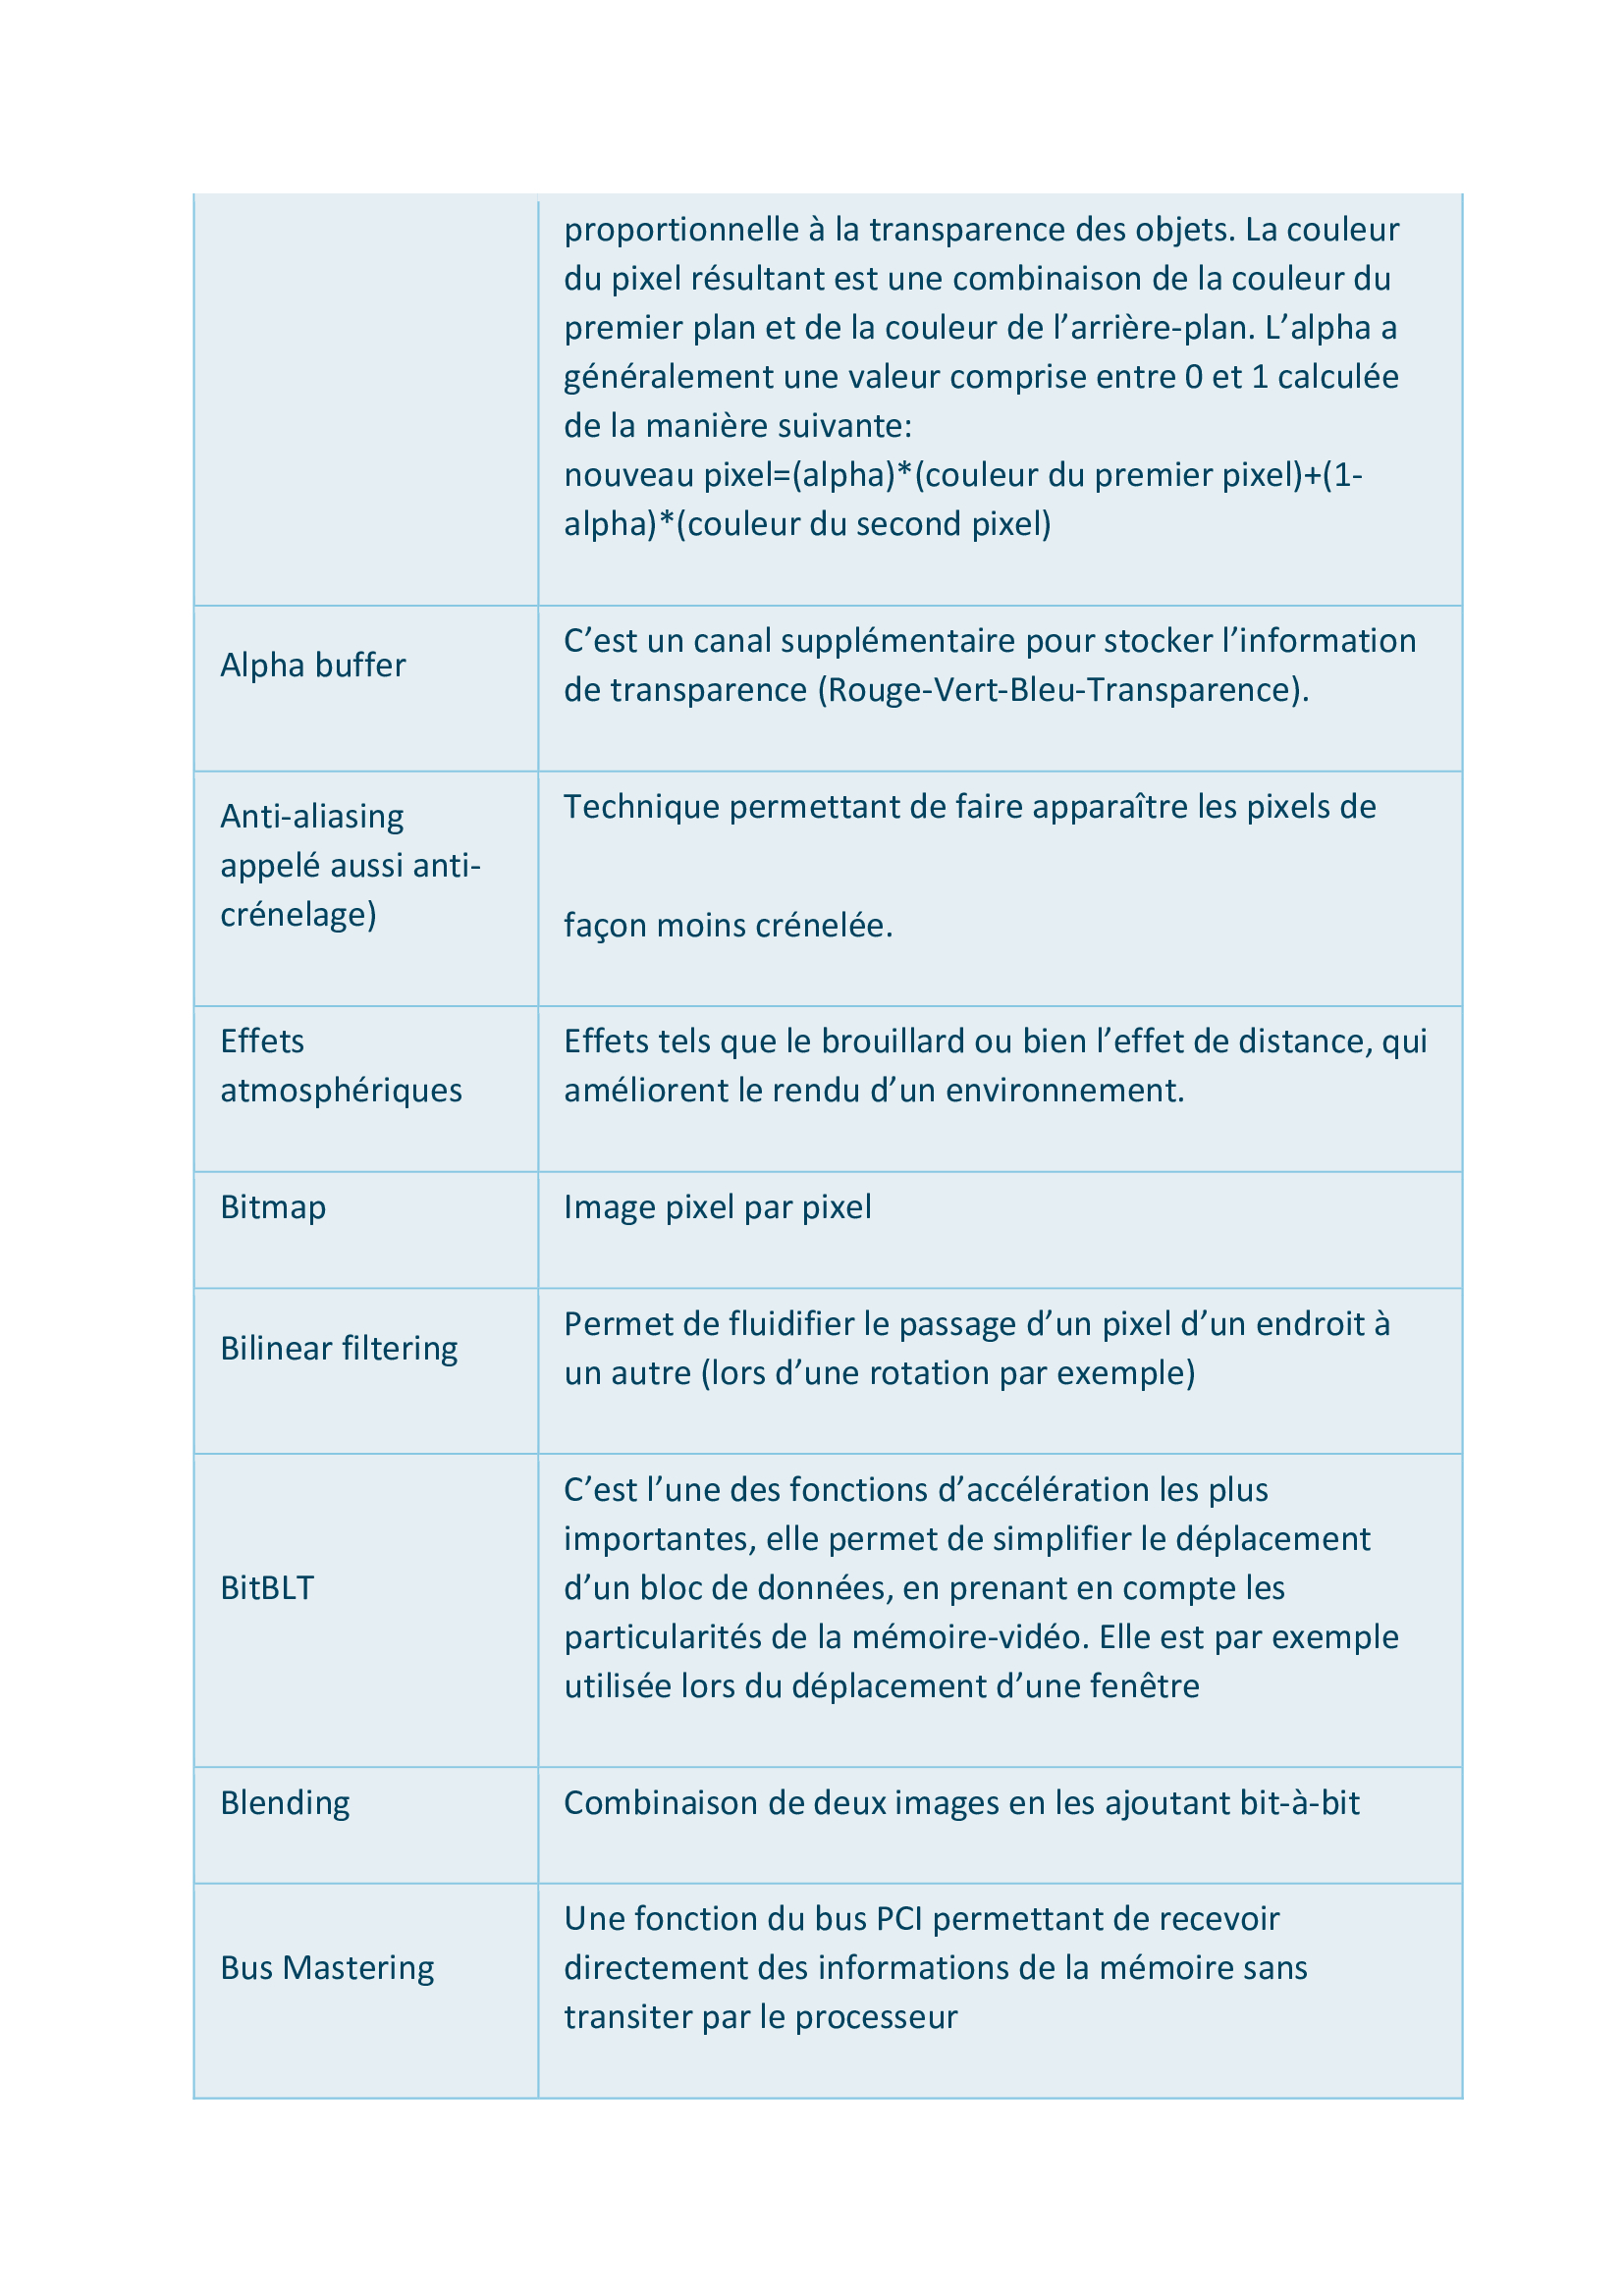 proportionnelle à la transparence des objets. La couleur
du pixel résultant est une combinaison de la couleur du
premier plan et de la couleur de l’arrière-plan. L’alpha a
généralement une valeur comprise entre 0 et 1 calculée
de la manière suivante:
nouveau pixel=(alpha)*(couleur du premier pixel)+(1-
alpha)*(couleur du second pixel)
Alpha buffer
C’est un canal supplémentaire pour stocker l’information
de transparence (Rouge-Vert-Bleu-Transparence).
Anti-aliasing
appelé aussi anti-
crénelage)
Technique permettant de faire apparaître les pixels de
façon moins crénelée.
Effets
atmosphériques
Effets tels que le brouillard ou bien l’effet de distance, qui
améliorent le rendu d’un environnement.
Bitmap
Image pixel par pixel
Bilinear filtering
Permet de fluidifier le passage d’un pixel d’un endroit à
un autre (lors d’une rotation par exemple)
BitBLT
C’est l’une des fonctions d’accélération les plus
importantes, elle permet de simplifier le déplacement
d’un bloc de données, en prenant en compte les
particularités de la mémoire-vidéo. Elle est par exemple
utilisée lors du déplacement d’une fenêtre
Blending
Combinaison de deux images en les ajoutant bit-à-bit
Bus Mastering
Une fonction du bus PCI permettant de recevoir
directement des informations de la mémoire sans
transiter par le processeur